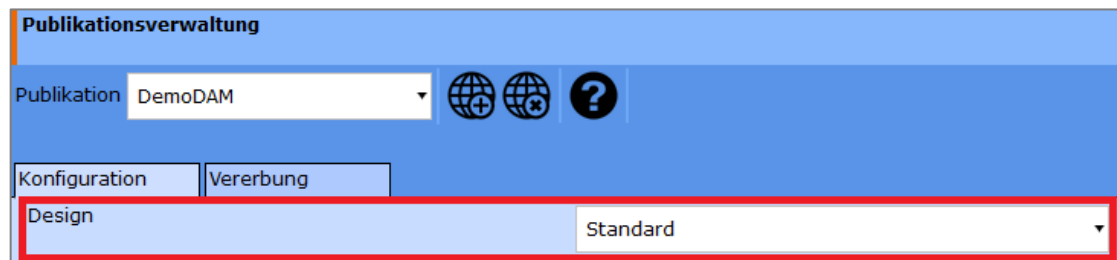 Publikationsverwaltung
Publikation DemoDAM
Konfiguration Vererbung
Design Standard